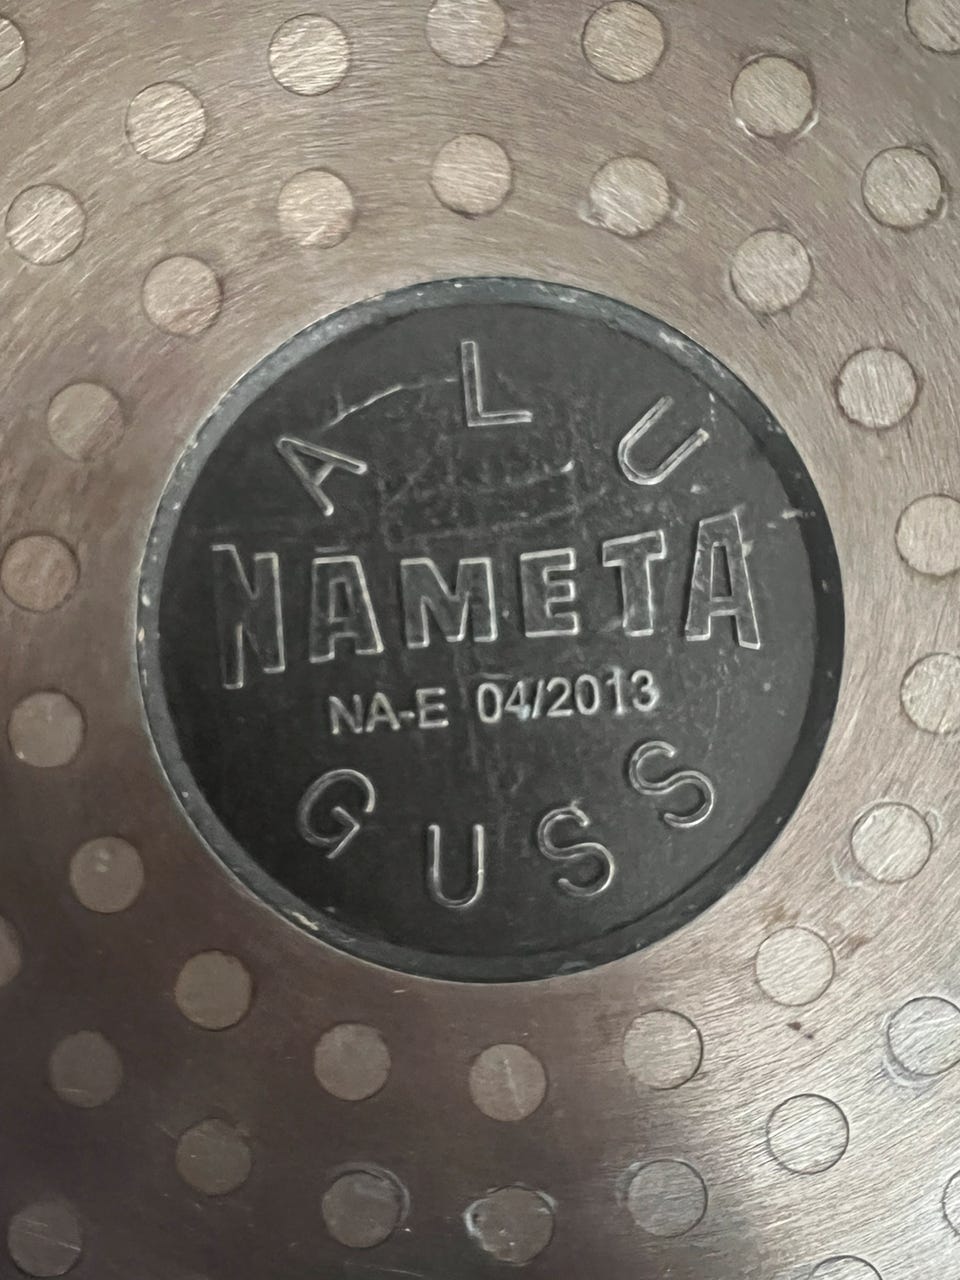 ALU
NAMETA
NA-E 04/2013
GUSS